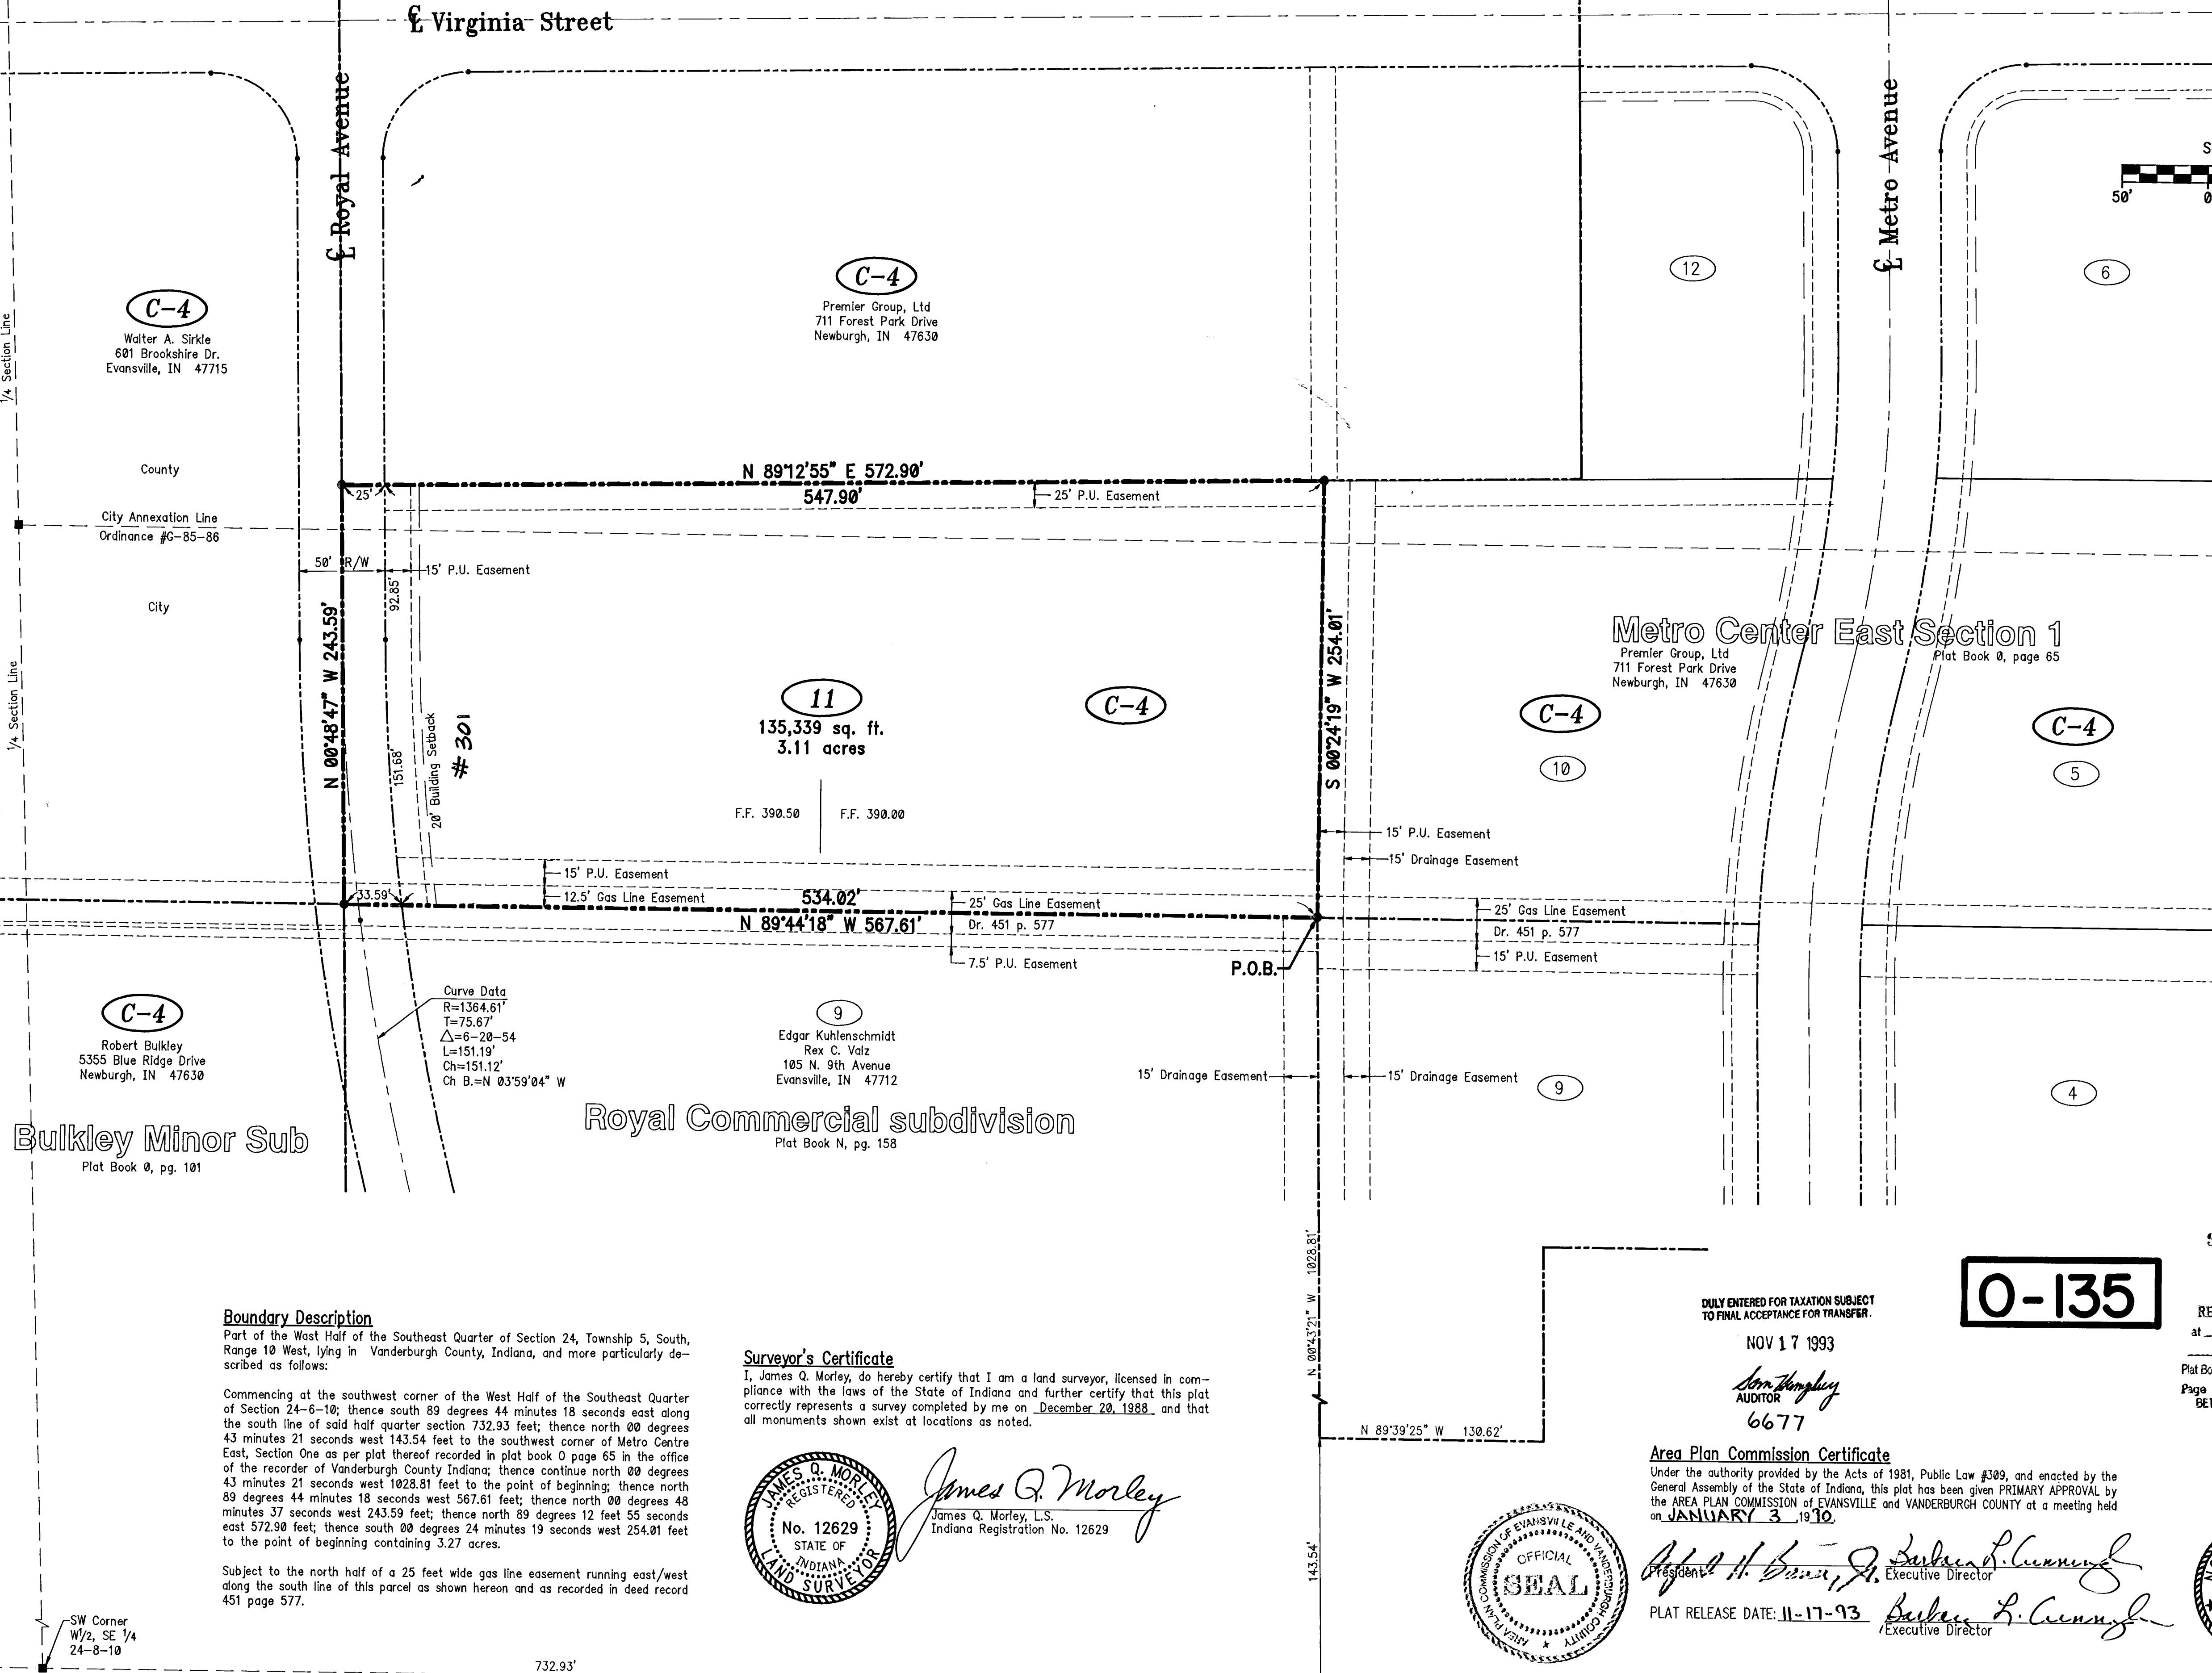 ℄ Virginia Street
℄ Royal Avenue
℄ Metro Avenue
50'
0
1/4 Section Line
C-4
Walter A. Sirkle
601 Brookshire Dr.
Evansville, IN 47715
C-4
Premier Group, Ltd
711 Forest Park Drive
Newburgh, IN 47630
12
6
County
City Annexation Line
Ordinance #G-85-86
City
N 89°12'55" E 572.90'
547.90'
25'
25' P.U. Easement
50' R/W
15' P.U. Easement
92.85'
N 00°48'47" W 243.59'
151.68'
20' Building Setback
# 301
1/4 Section Line
11
135,339 sq. ft.
3.11 acres
C-4
F.F. 390.50
F.F. 390.00
S 00°24'19" W 254.01'
Metro Center East Section 1
Premier Group, Ltd
711 Forest Park Drive
Newburgh, IN 47630
Plat Book 0, page 65
C-4
10
C-4
5
15' P.U. Easement
15' Drainage Easement
15' P.U. Easement
12.5' Gas Line Easement
33.59'
534.02'
N 89°44'18" W 567.61'
25' Gas Line Easement
Dr. 451 p. 577
7.5' P.U. Easement
25' Gas Line Easement
Dr. 451 p. 577
15' P.U. Easement
P.O.B.
C-4
Robert Bulkley
5355 Blue Ridge Drive
Newburgh, IN 47630
Bulkley Minor Sub
Plat Book 0, pg. 101
Curve Data
R=1364.61'
T=75.67'
△=6-20-54
L=151.19'
Ch=151.12'
Ch B.=N 03°59'04" W
9
Edgar Kuhlenschmidt
Rex C. Valz
105 N. 9th Avenue
Evansville, IN 47712
Royal Commercial subdivision
Plat Book N, pg. 158
15' Drainage Easement
15' Drainage Easement
9
4
N 00°43'21" W 1028.81'
143.54'
N 89°39'25" W 130.62'
Boundary Description
Part of the Wast Half of the Southeast Quarter of Section 24, Township 5, South,
Range 10 West, lying in Vanderburgh County, Indiana, and more particularly de-
scribed as follows:
Commencing at the southwest corner of the West Half of the Southeast Quarter
of Section 24-6-10; thence south 89 degrees 44 minutes 18 seconds east along
the south line of said half quarter section 732.93 feet; thence north 00 degrees
43 minutes 21 seconds west 143.54 feet to the southwest corner of Metro Centre
East, Section One as per plat thereof recorded in plat book O page 65 in the office
of the recorder of Vanderburgh County Indiana; thence continue north 00 degrees
43 minutes 21 seconds west 1028.81 feet to the point of beginning; thence north
89 degrees 44 minutes 18 seconds west 567.61 feet; thence north 00 degrees 48
minutes 37 seconds west 243.59 feet; thence north 89 degrees 12 feet 55 seconds
east 572.90 feet; thence south 00 degrees 24 minutes 19 seconds west 254.01 feet
to the point of beginning containing 3.27 acres.
Subject to the north half of a 25 feet wide gas line easement running east/west
along the south line of this parcel as shown hereon and as recorded in deed record
451 page 577.
SW Corner
W1/2, SE 1/4
24-8-10
732.93'
Surveyor's Certificate
I, James Q. Morley, do hereby certify that I am a land surveyor, licensed in com-
pliance with the laws of the State of Indiana and further certify that this plat
correctly represents a survey completed by me on December 20, 1988 and that
all monuments shown exist at locations as noted.
JAMES Q. MORLEY
REGISTERED
No. 12629
STATE OF
INDIANA
LAND SURVEYOR
James Q. Morley
James Q. Morley, L.S.
Indiana Registration No. 12629
DULY ENTERED FOR TAXATION SUBJECT
TO FINAL ACCEPTANCE FOR TRANSFER.
NOV 17 1993
AUDITOR
6677
O-135
at
Plat Bo
Page
BE
Area Plan Commission Certificate
Under the authority provided by the Acts of 1981, Public Law #309, and enacted by the
General Assembly of the State of Indiana, this plat has been given PRIMARY APPROVAL by
the AREA PLAN COMMISSION of EVANSVILLE and VANDERBURGH COUNTY at a meeting held
on JANUARY 3, 1990.
President
Executive Director
PLAT RELEASE DATE: 11-17-93
Executive Director
AREA PLAN COMMISSION OF EVANSVILLE AND VANDERBURGH COUNTY
OFFICIAL
SEAL